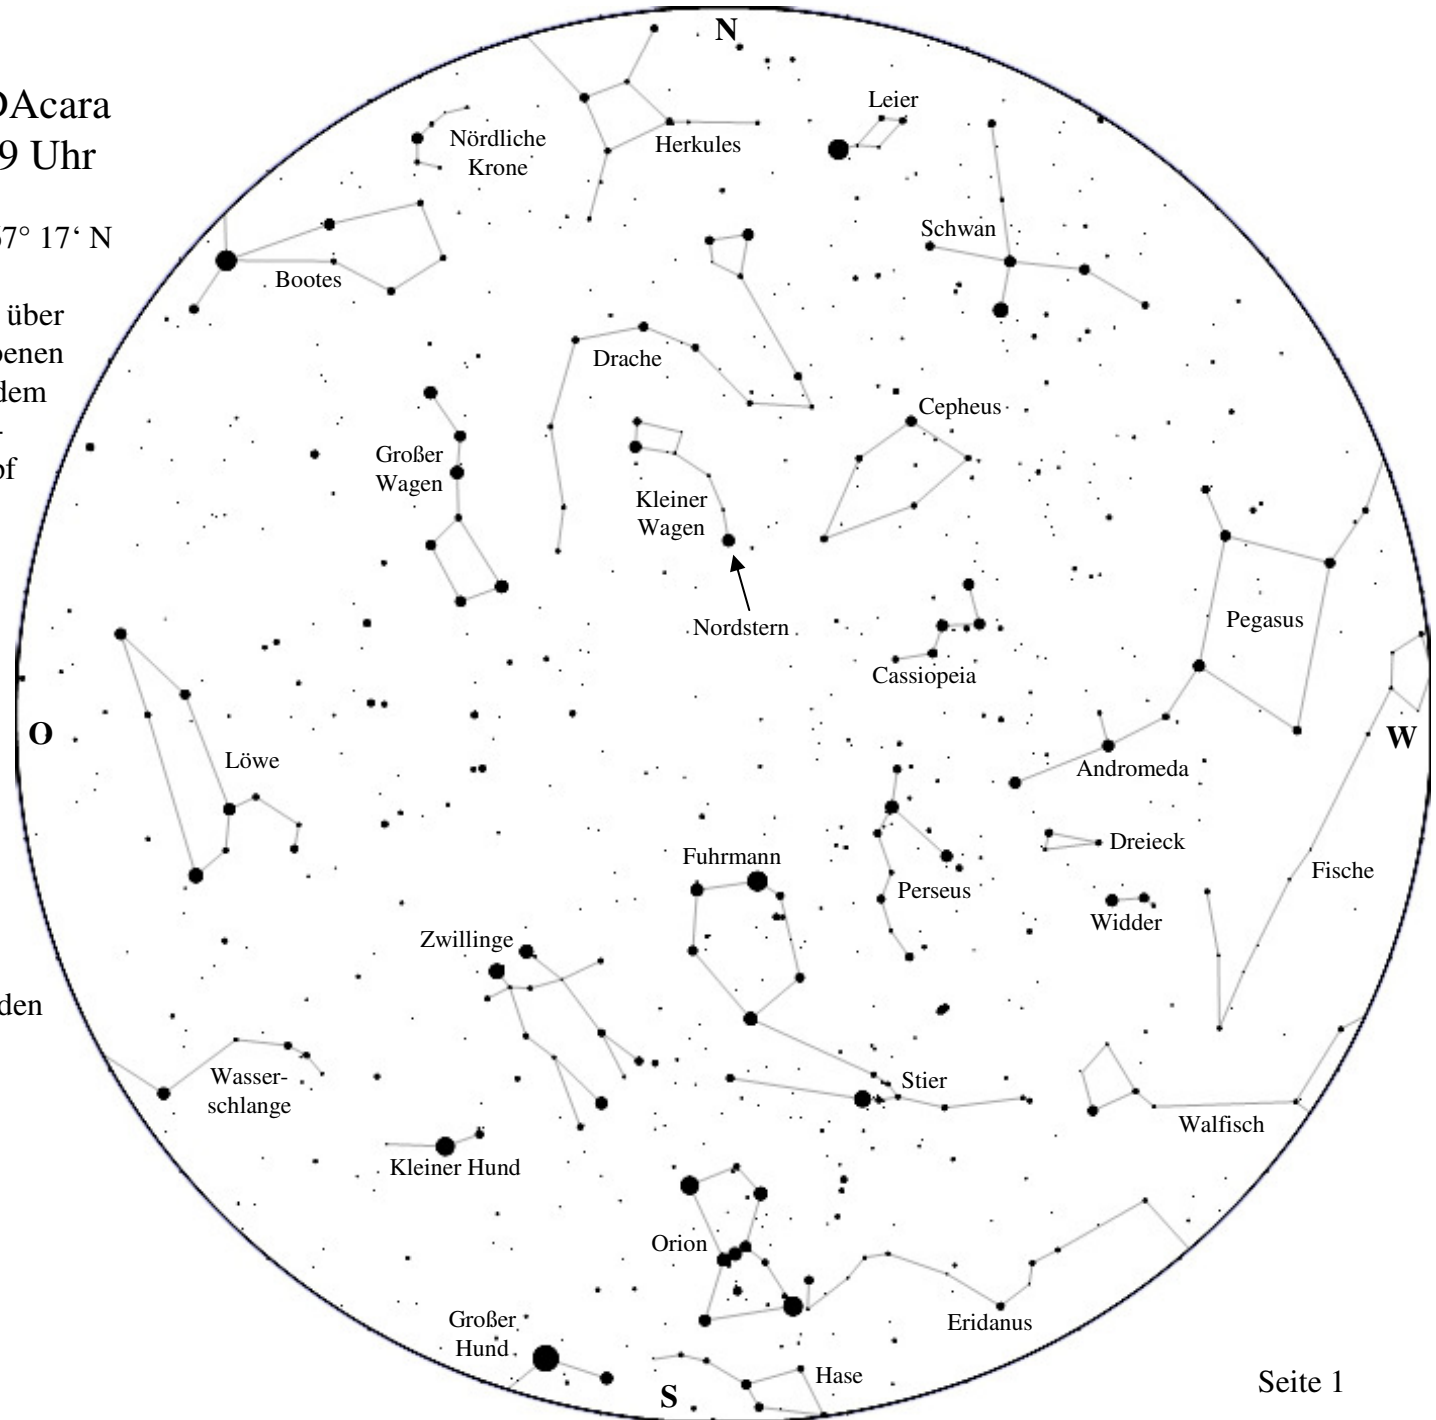 N
DAcara
9 Uhr
7° 17‘ N
über
benen
dem
-
pf
den
Leier
Nördliche
Krone
Herkules
Schwan
Bootes
Drache
Cepheus
Großer
Wagen
Kleiner
Wagen
Nordstern
Pegasus
Cassiopeia
O
W
Löwe
Andromeda
Dreieck
Fuhrmann
Perseus
Fische
Widder
Zwillinge
Wasser-
schlange
Stier
Walfisch
Kleiner Hund
Orion
Eridanus
Großer
Hund
Hase
S
Seite 1